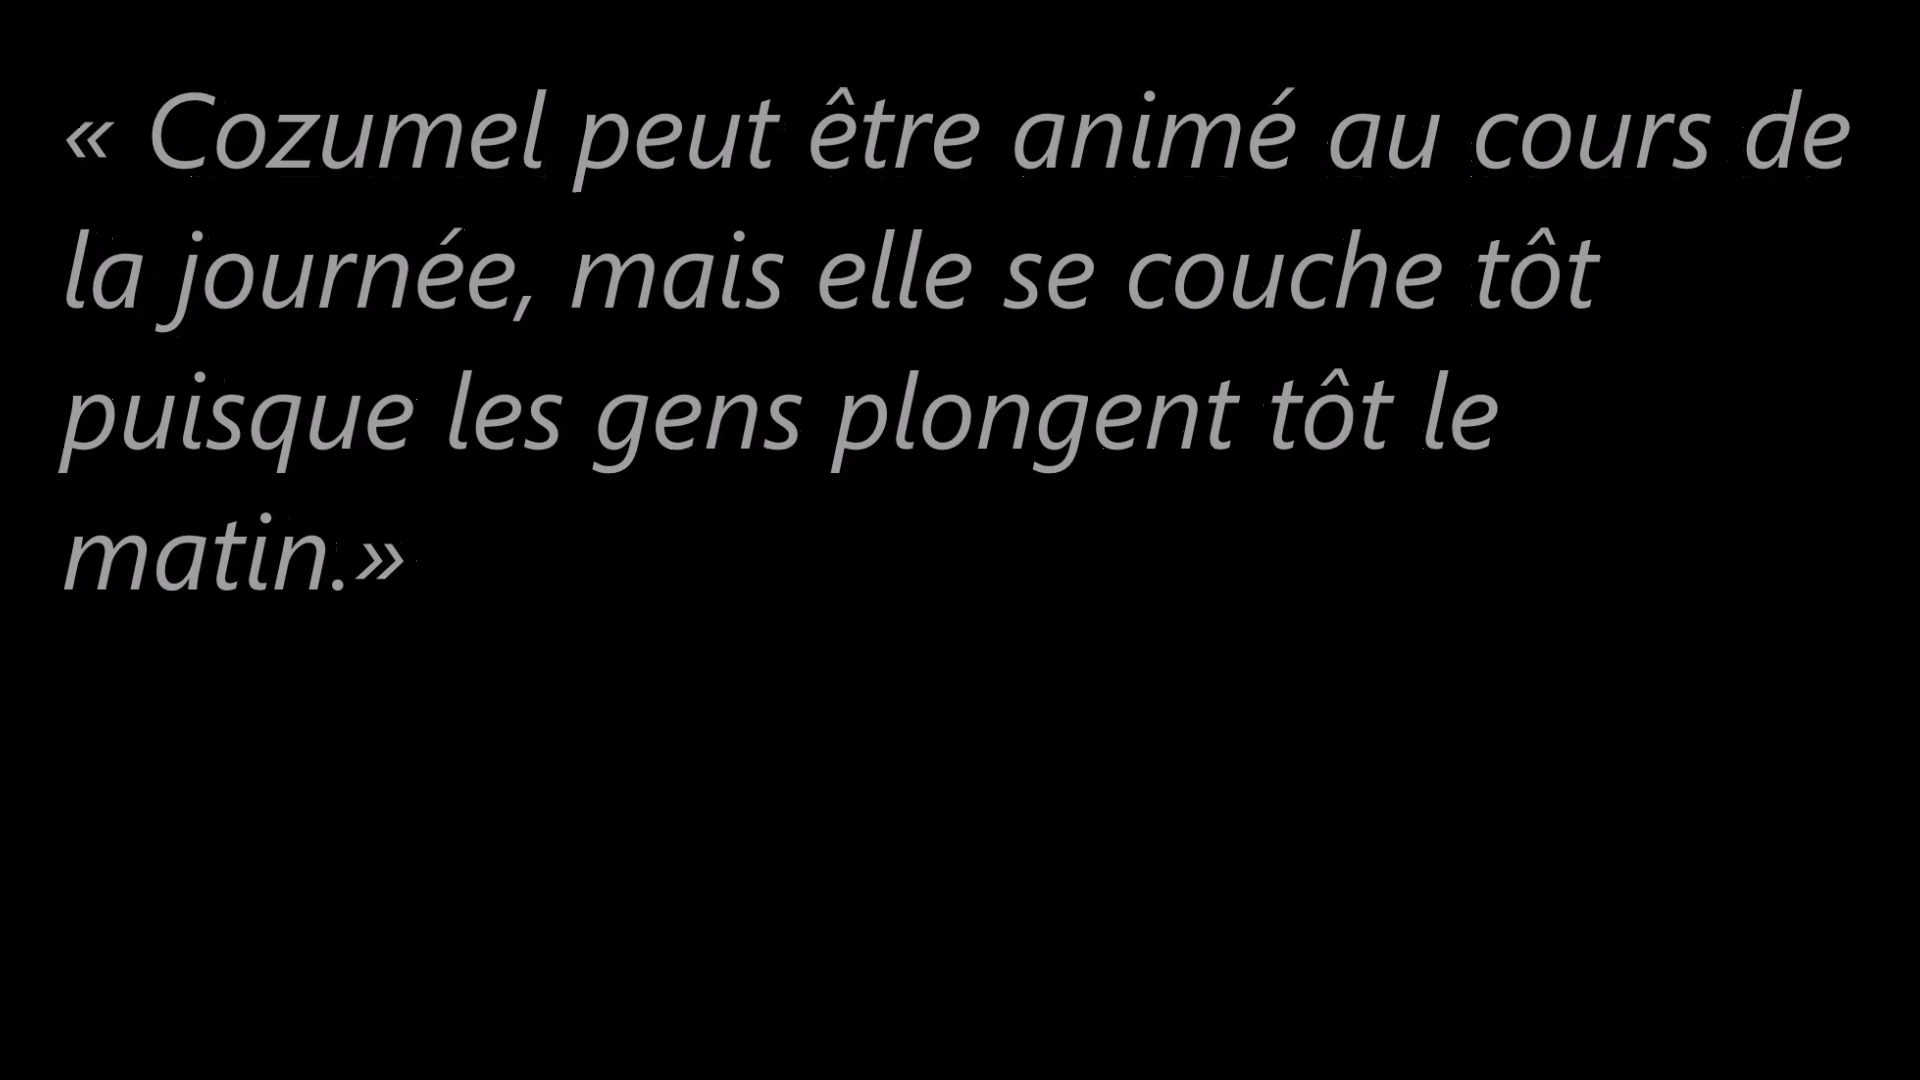 « Cozumel peut être animé au cours de
la journée, mais elle se couche tôt
puisque les gens plongent tôt le
matin.»